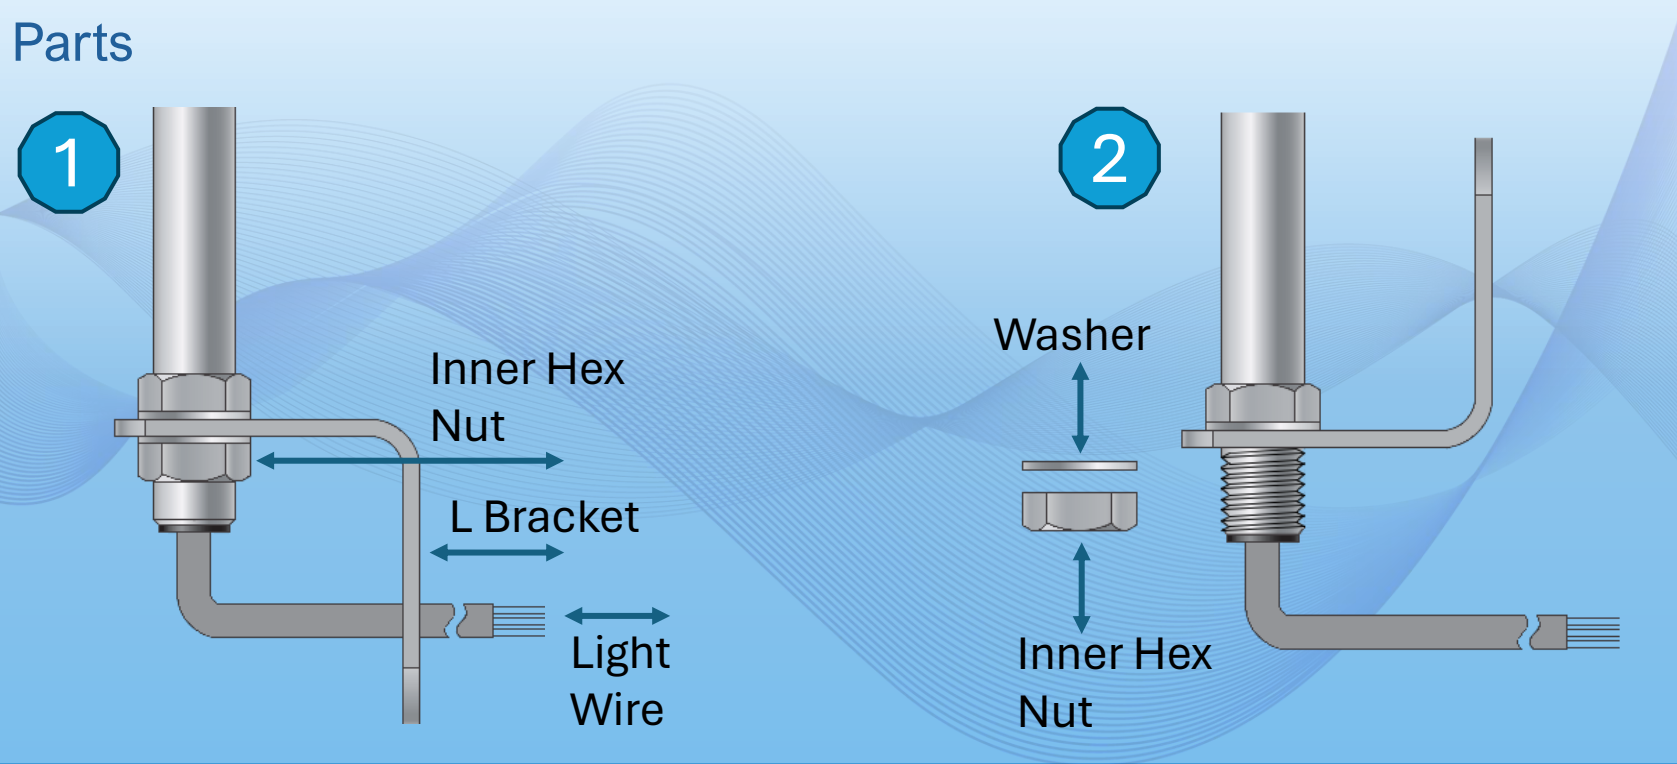 Parts
1
Inner Hex
Nut
L Bracket
Light
Wire
2
Washer
Inner Hex
Nut